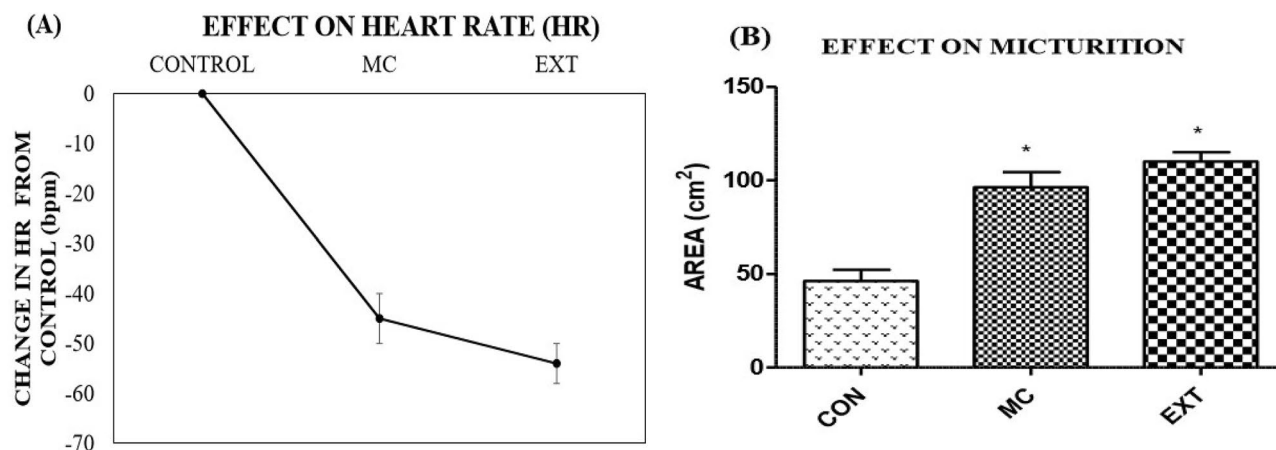 (A)
EFFECT ON HEART RATE (HR)
CONTROL MC EXT
CHANGE IN HR FROM
CONTROL (bpm)
0
-10
-20
-30
-40
-50
-60
-70
(B)
EFFECT ON MICTURITION
AREA (cm²)
150
100
50
0
*
*
CON MC EXT